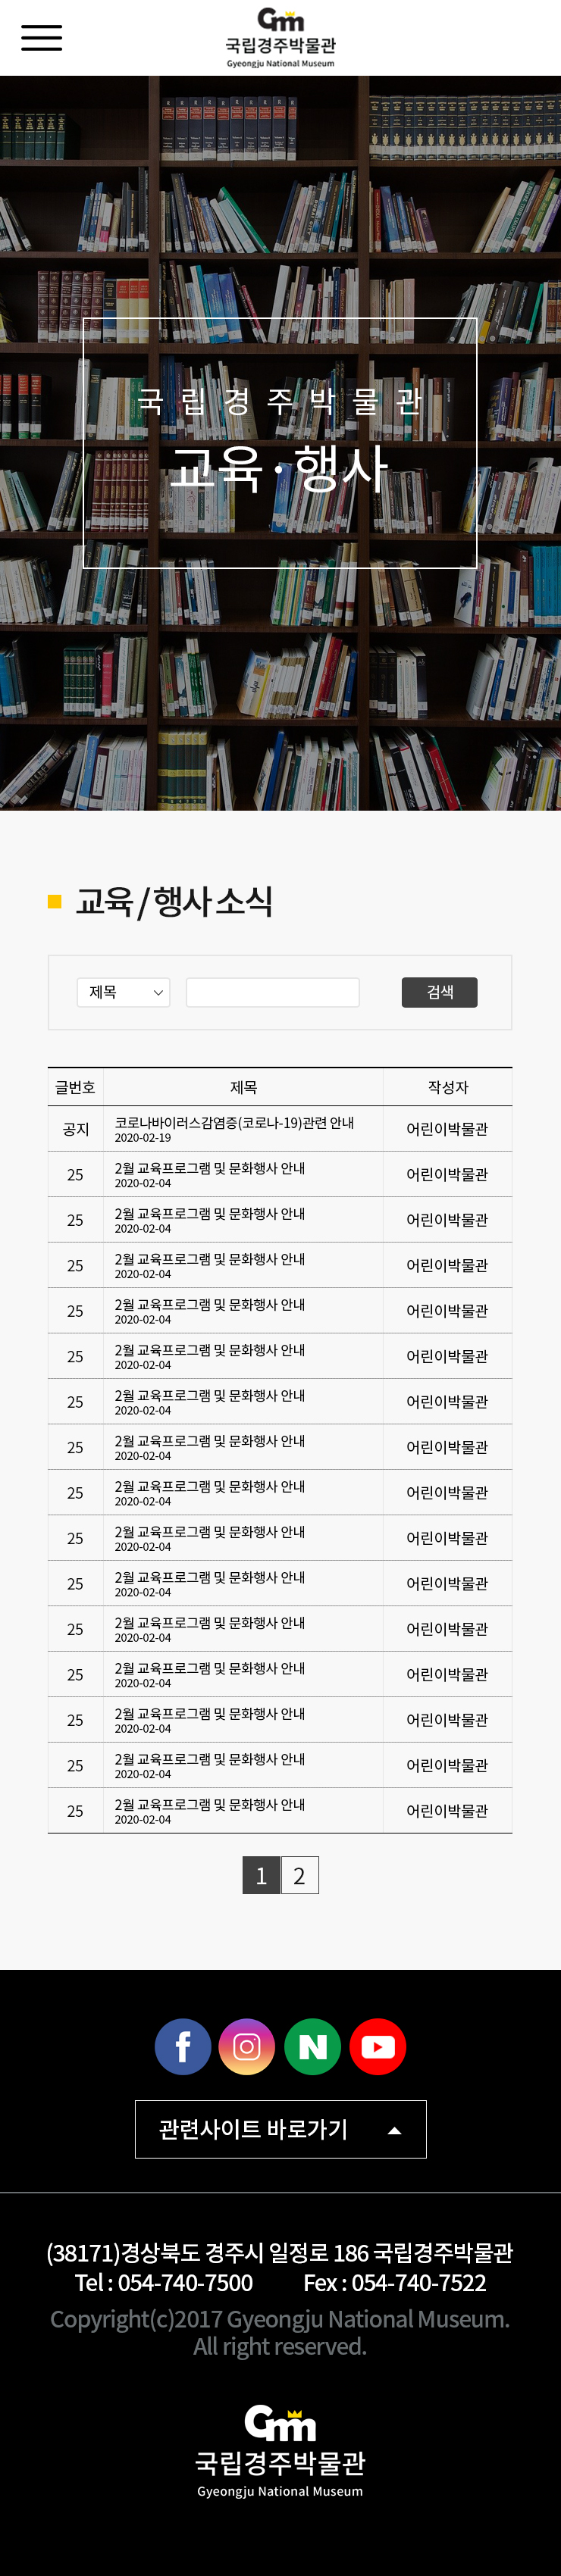 Gnm
국립경주박물관
Gyeongju National Museum
국립경주박물관
교육·행사
교육/행사 소식
제목
검색
글번호 제목 작성자
공지 코로나바이러스감염증(코로나-19)관련 안내 어린이박물관
2020-02-19
25 2월 교육프로그램 및 문화행사 안내 어린이박물관
2020-02-04
25 2월 교육프로그램 및 문화행사 안내 어린이박물관
2020-02-04
25 2월 교육프로그램 및 문화행사 안내 어린이박물관
2020-02-04
25 2월 교육프로그램 및 문화행사 안내 어린이박물관
2020-02-04
25 2월 교육프로그램 및 문화행사 안내 어린이박물관
2020-02-04
25 2월 교육프로그램 및 문화행사 안내 어린이박물관
2020-02-04
25 2월 교육프로그램 및 문화행사 안내 어린이박물관
2020-02-04
25 2월 교육프로그램 및 문화행사 안내 어린이박물관
2020-02-04
25 2월 교육프로그램 및 문화행사 안내 어린이박물관
2020-02-04
25 2월 교육프로그램 및 문화행사 안내 어린이박물관
2020-02-04
25 2월 교육프로그램 및 문화행사 안내 어린이박물관
2020-02-04
25 2월 교육프로그램 및 문화행사 안내 어린이박물관
2020-02-04
25 2월 교육프로그램 및 문화행사 안내 어린이박물관
2020-02-04
25 2월 교육프로그램 및 문화행사 안내 어린이박물관
2020-02-04
25 2월 교육프로그램 및 문화행사 안내 어린이박물관
2020-02-04
1 2
f N
관련사이트 바로가기
(38171)경상북도 경주시 일정로 186 국립경주박물관
Tel : 054-740-7500 Fex : 054-740-7522
Copyright(c)2017 Gyeongju National Museum.
All right reserved.
Gnm
국립경주박물관
Gyeongju National Museum